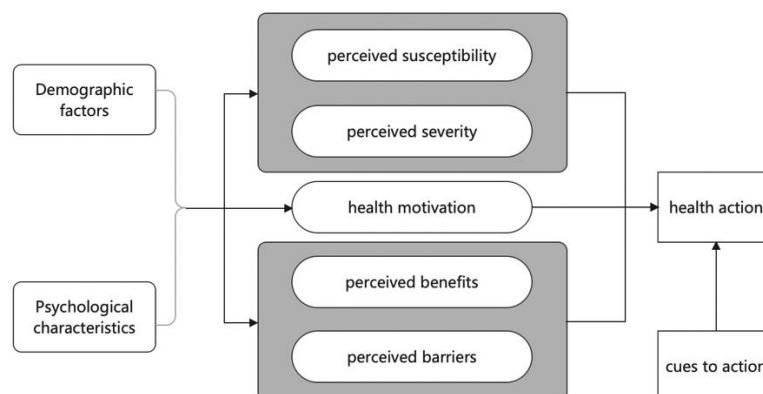 Demographic
factors
Psychological
characteristics
perceived susceptibility
perceived severity
health motivation
perceived benefits
perceived barriers
health action
cues to action